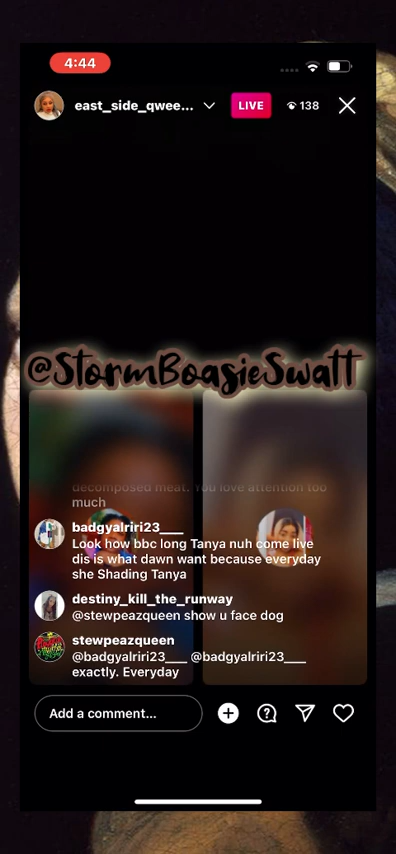 4:44
east_side_qwee...
LIVE
138
@StormBoasieSwatt
decomposed meat. You love attention too
much
badgyalriri23___
Look how bbc long Tanya nuh come live
dis is what dawn want because everyday
she Shading Tanya
destiny_kill_the_runway
@stewpeazqueen show u face dog
stewpeazqueen
@badgyalriri23___ @badgyalriri23___
exactly. Everyday
Add a comment...